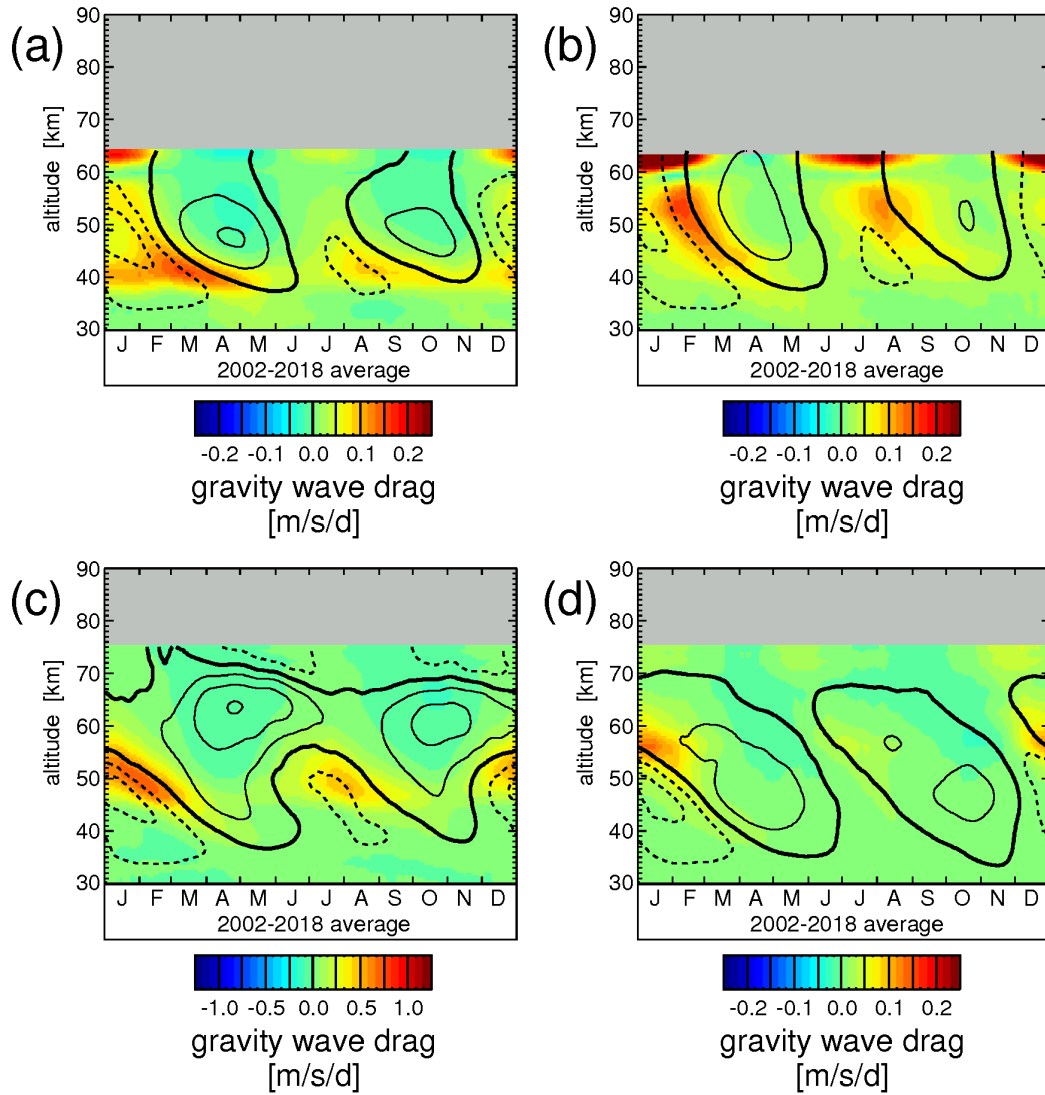 (a)
altitude [km]
90
80
70
60
50
40
30
J F M A M J J A S O N D
2002-2018 average
-0.2 -0.1 0.0 0.1 0.2
gravity wave drag
[m/s/d]
(b)
altitude [km]
90
80
70
60
50
40
30
J F M A M J J A S O N D
2002-2018 average
-0.2 -0.1 0.0 0.1 0.2
gravity wave drag
[m/s/d]
(c)
altitude [km]
90
80
70
60
50
40
30
J F M A M J J A S O N D
2002-2018 average
-1.0 -0.5 0.0 0.5 1.0
gravity wave drag
[m/s/d]
(d)
altitude [km]
90
80
70
60
50
40
30
J F M A M J J A S O N D
2002-2018 average
-0.2 -0.1 0.0 0.1 0.2
gravity wave drag
[m/s/d]